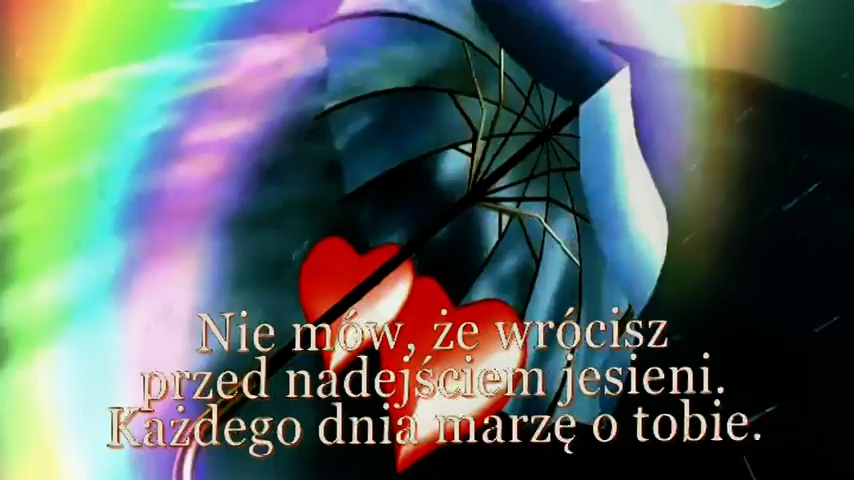 Nie mów, że wrócisz
przed nadejściem jesieni.
Każdego dnia marzę o tobie.